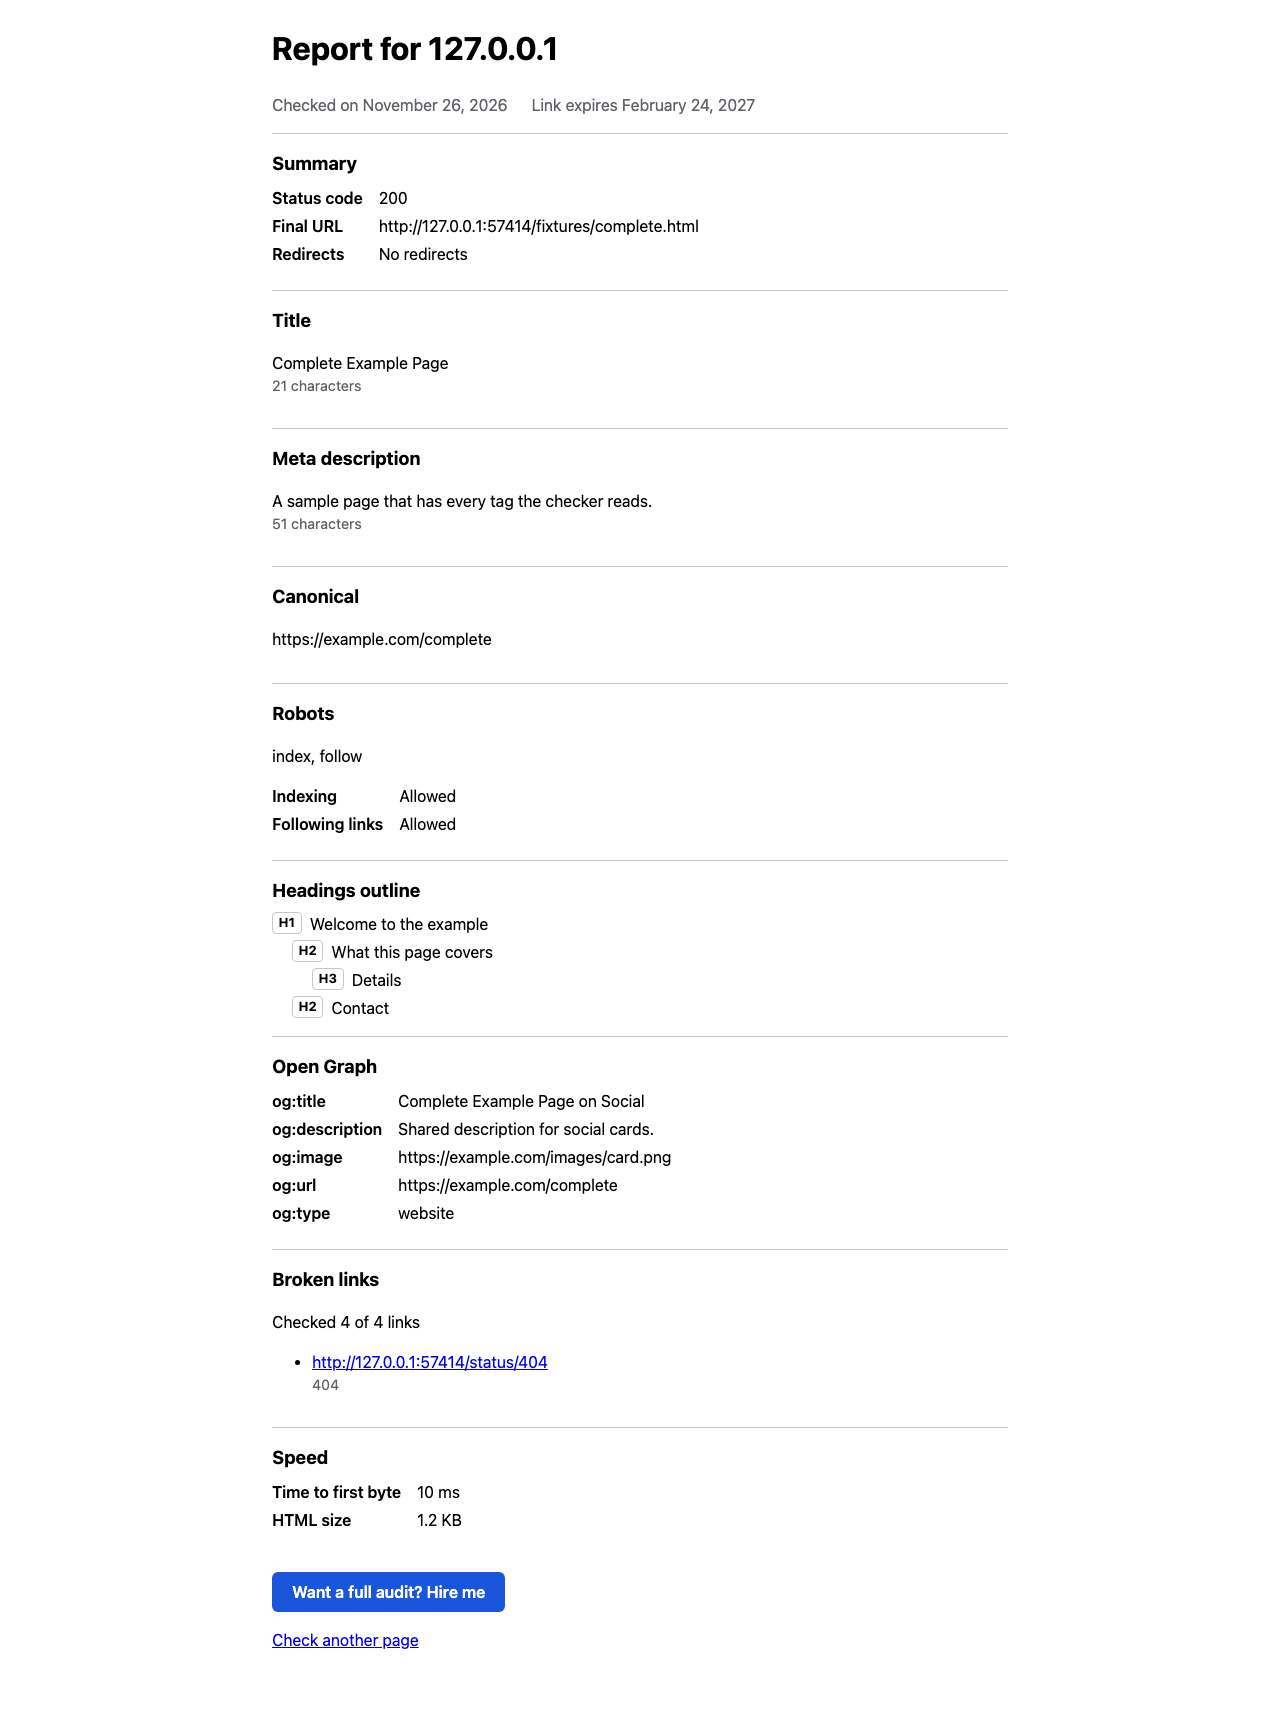 Report for 127.0.0.1
Checked on November 26, 2026 Link expires February 24, 2027
Summary
Status code 200
Final URL http://127.0.0.1:57414/fixtures/complete.html
Redirects No redirects
Title
Complete Example Page
21 characters
Meta description
A sample page that has every tag the checker reads.
51 characters
Canonical
https://example.com/complete
Robots
index, follow
Indexing Allowed
Following links Allowed
Headings outline
H1 Welcome to the example
H2 What this page covers
H3 Details
H2 Contact
Open Graph
og:title Complete Example Page on Social
og:description Shared description for social cards.
og:image https://example.com/images/card.png
og:url https://example.com/complete
og:type website
Broken links
Checked 4 of 4 links
http://127.0.0.1:57414/status/404
404
Speed
Time to first byte 10 ms
HTML size 1.2 KB
Want a full audit? Hire me
Check another page